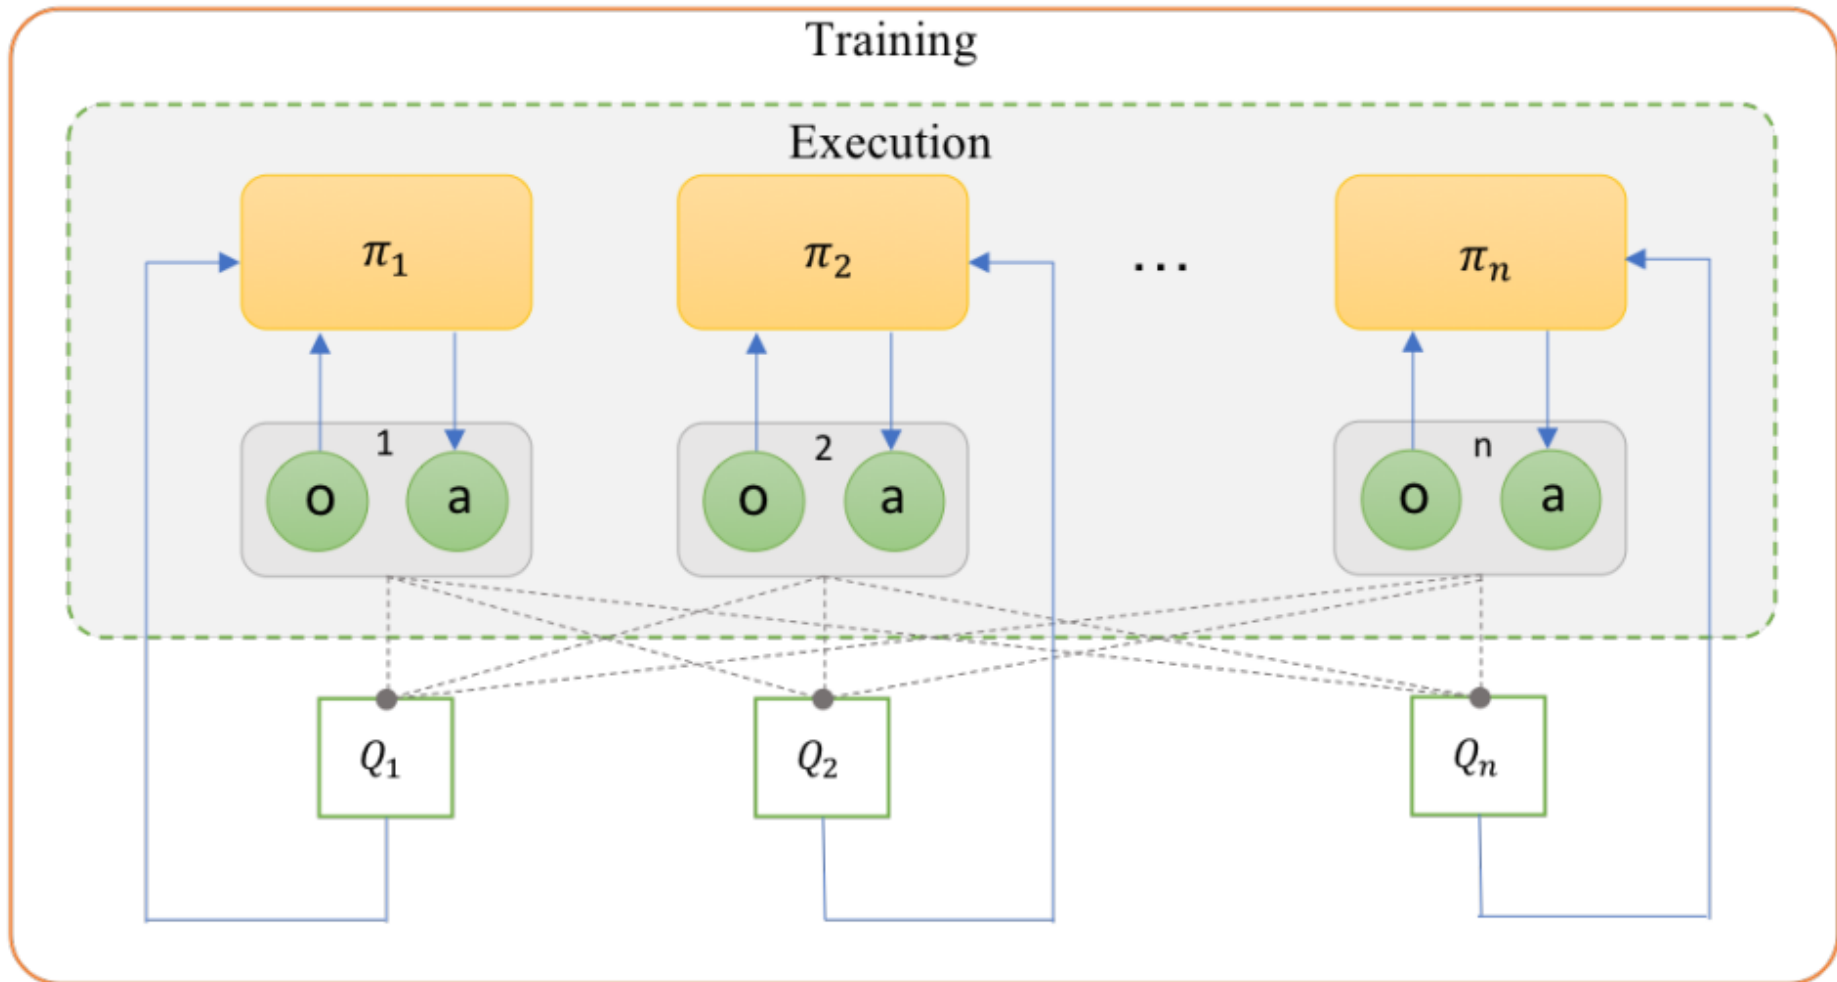 Training
Execution
π₁ π₂ ... πₙ
1 2 n
o a o a o a
Q₁ Q₂ Qₙ